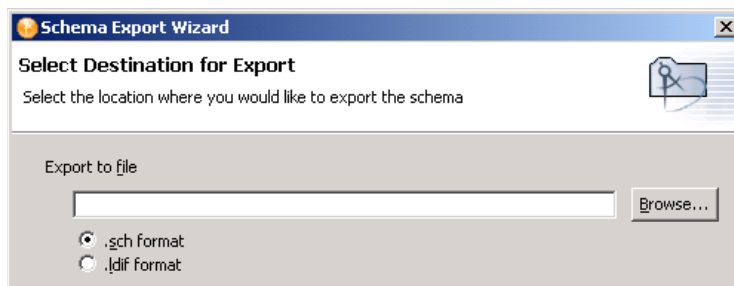 Schema Export Wizard
Select Destination for Export
Select the location where you would like to export the schema
Export to file
Browse...
.sch format
.ldif format